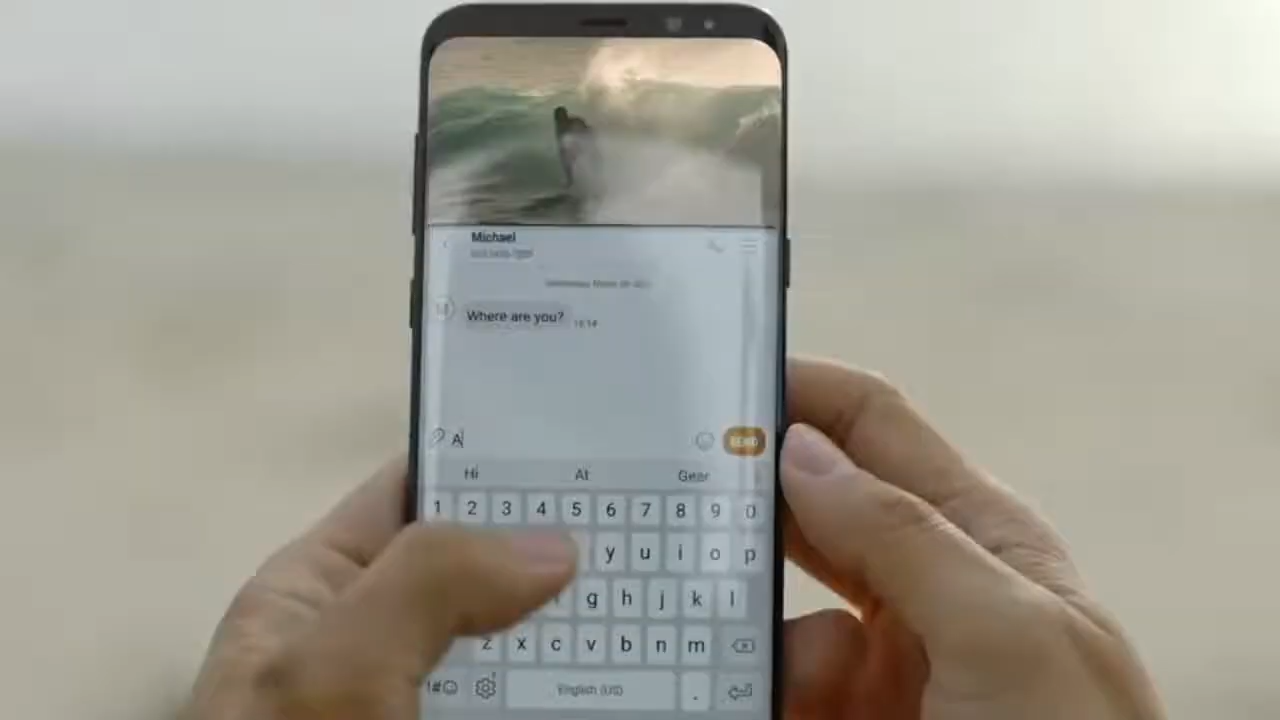 Michael
Where are you?
A
SEND
Hi At Gear
1 2 3 4 5 6 7 8 9 0
y u i o p
g h j k l
z x c v b n m
!#☺
English (US) .